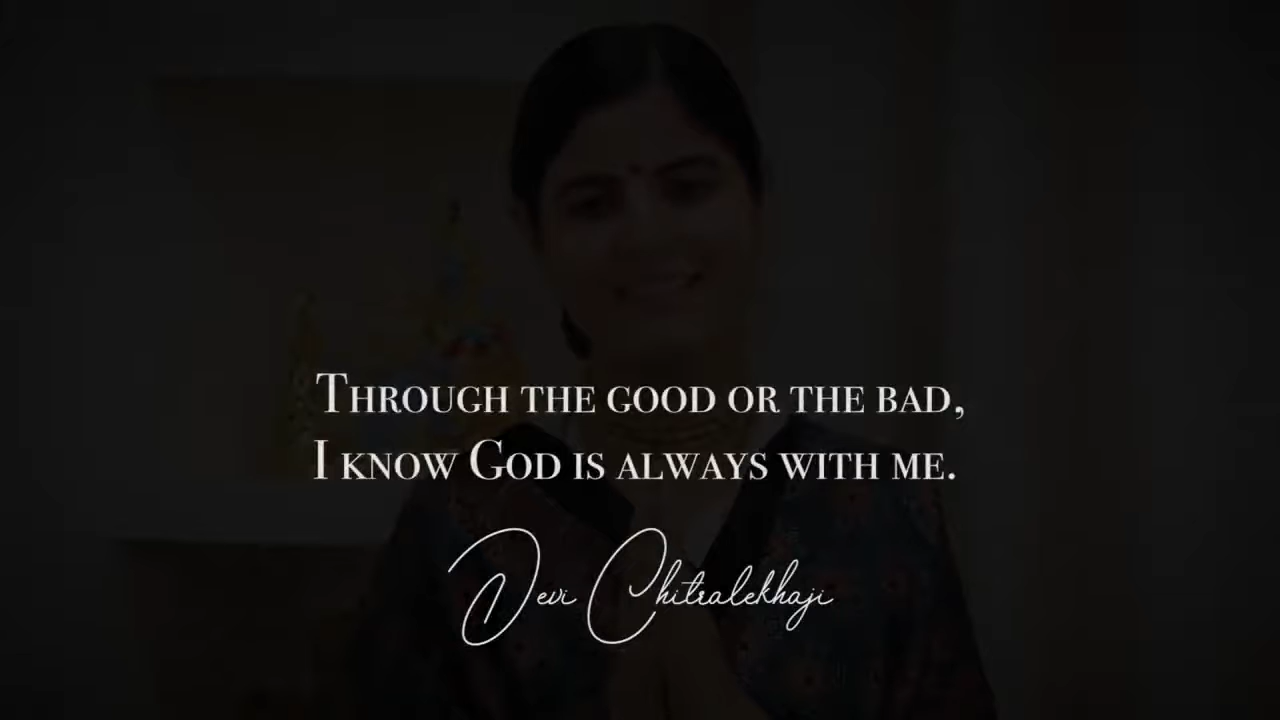 Through the good or the bad,
I know God is always with me.
Devi Chitralekhaji